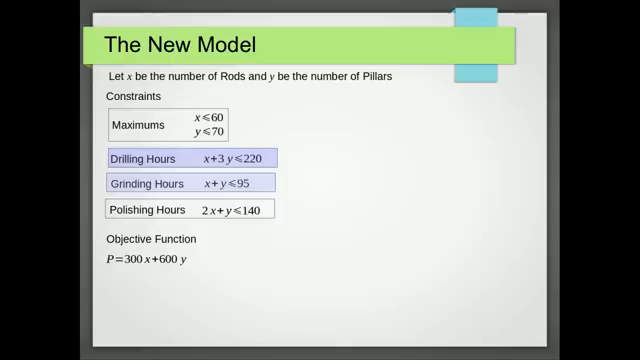 The New Model
Let x be the number of Rods and y be the number of Pillars
Constraints
Maximums x⩽60
y⩽70
Drilling Hours x+3 y⩽220
Grinding Hours x+y⩽95
Polishing Hours 2 x+y⩽140
Objective Function
P=300 x+600 y